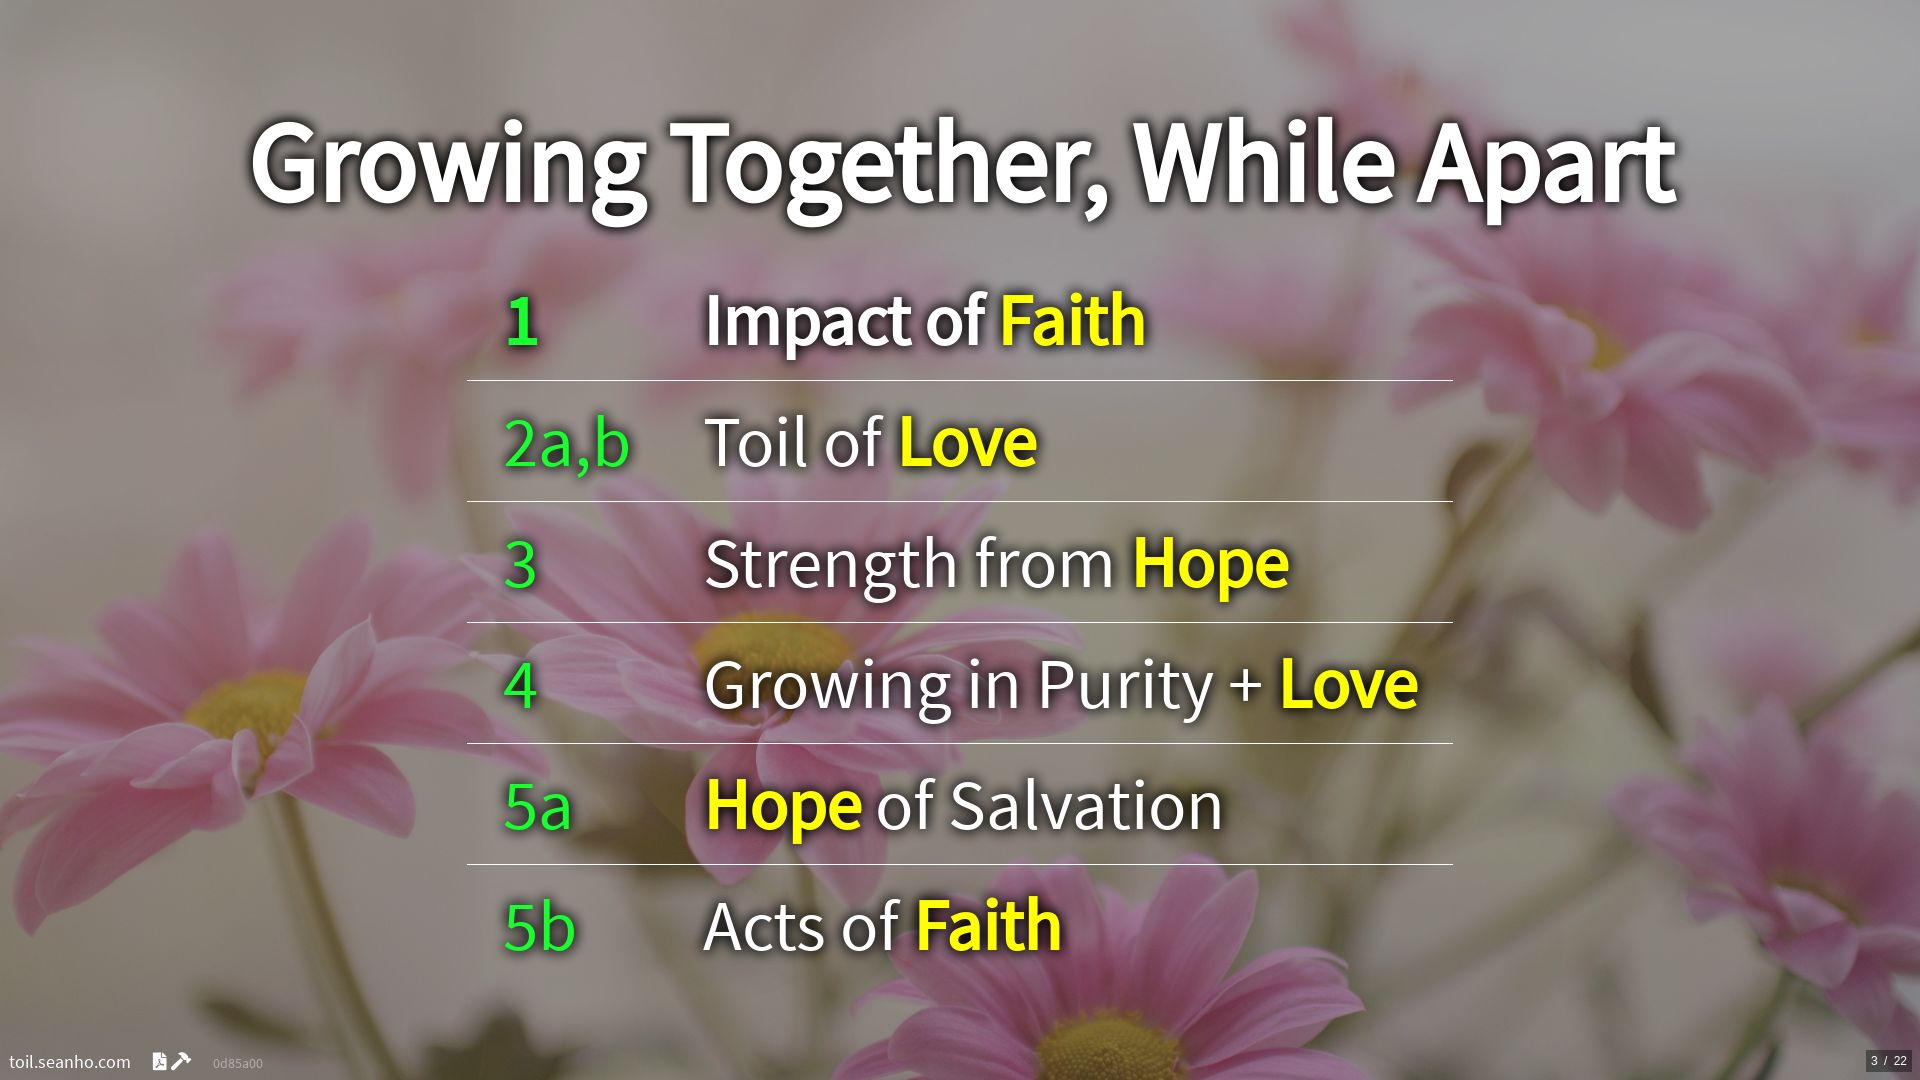 Growing Together, While Apart
1 Impact of Faith
2a,b Toil of Love
3 Strength from Hope
4 Growing in Purity + Love
5a Hope of Salvation
5b Acts of Faith
toil.seanho.com 0d85a00
3 / 22